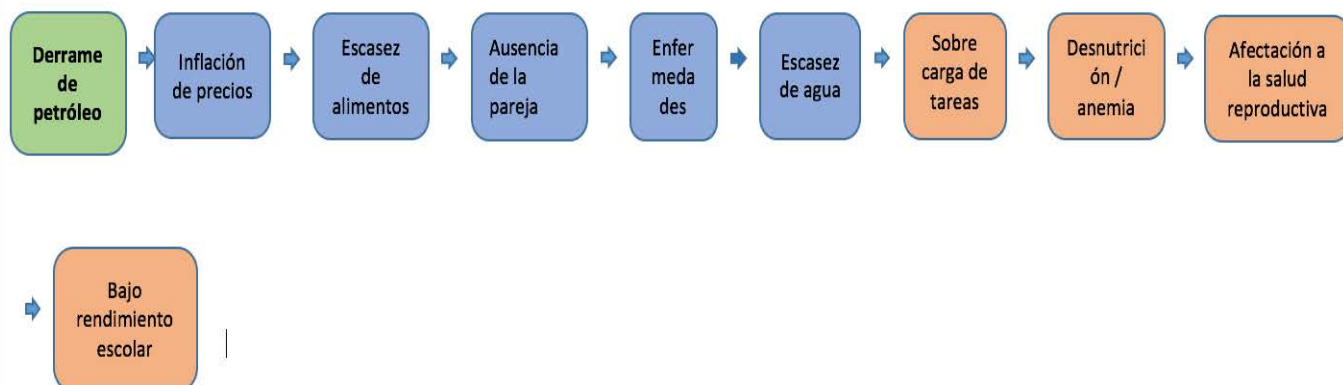 Derrame
de
petróleo
Inflación
de precios
Escasez
de
alimentos
Ausencia
de la
pareja
Enfer
meda
des
Escasez
de agua
Sobre
carga de
tareas
Desnutrici
ón /
anemia
Afectación a
la salud
reproductiva
Bajo
rendimiento
escolar